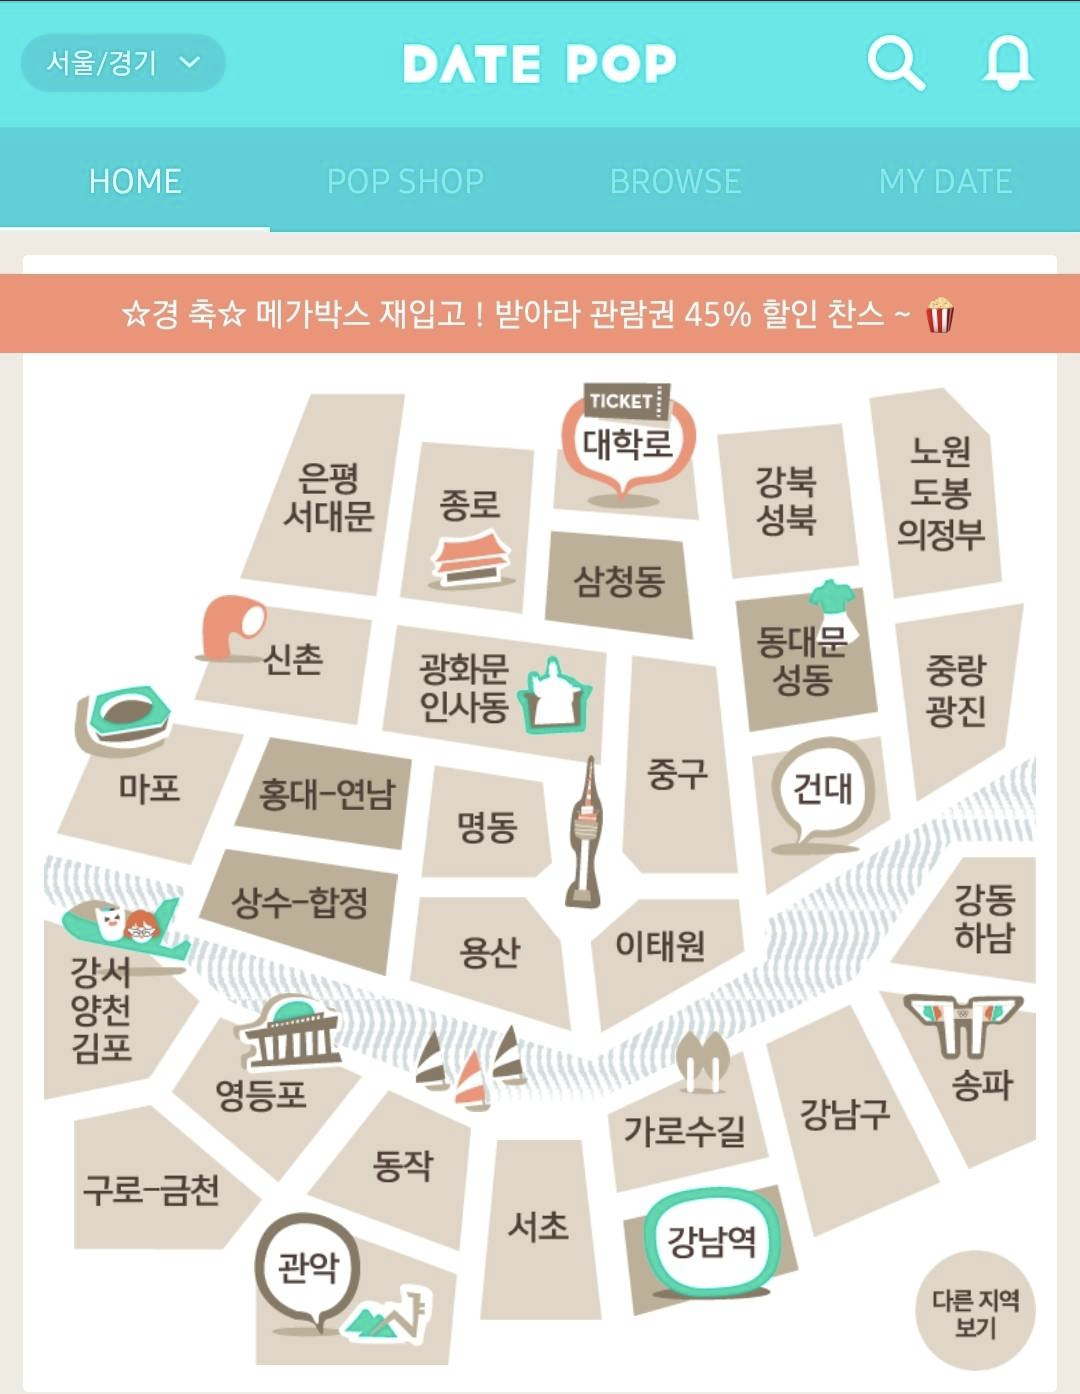 서울/경기
DATE POP
HOME
POP SHOP
BROWSE
MY DATE
☆경 축☆ 메가박스 재입고 ! 받아라 관람권 45% 할인 찬스 ~
TICKET
대학로
은평
서대문
종로
강북
성북
노원
도봉
의정부
삼청동
신촌
광화문
인사동
동대문
성동
중랑
광진
마포
홍대-연남
명동
중구
건대
상수-합정
용산
이태원
강동
하남
강서
양천
김포
영등포
가로수길
강남구
송파
구로-금천
동작
서초
강남역
관악
다른 지역
보기